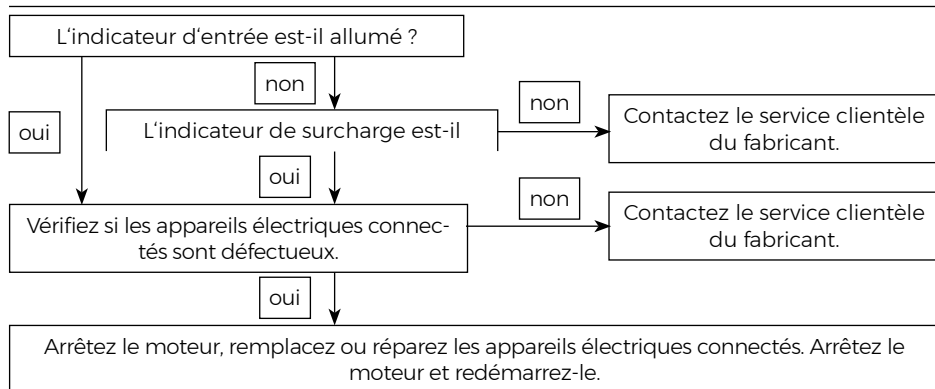 L‘indicateur d‘entrée est-il allumé ?
non
oui
non
L‘indicateur de surcharge est-il
Contactez le service clientèle
du fabricant.
oui
non
Vérifiez si les appareils électriques connec-
tés sont défectueux.
Contactez le service clientèle
du fabricant.
oui
Arrêtez le moteur, remplacez ou réparez les appareils électriques connectés. Arrêtez le
moteur et redémarrez-le.